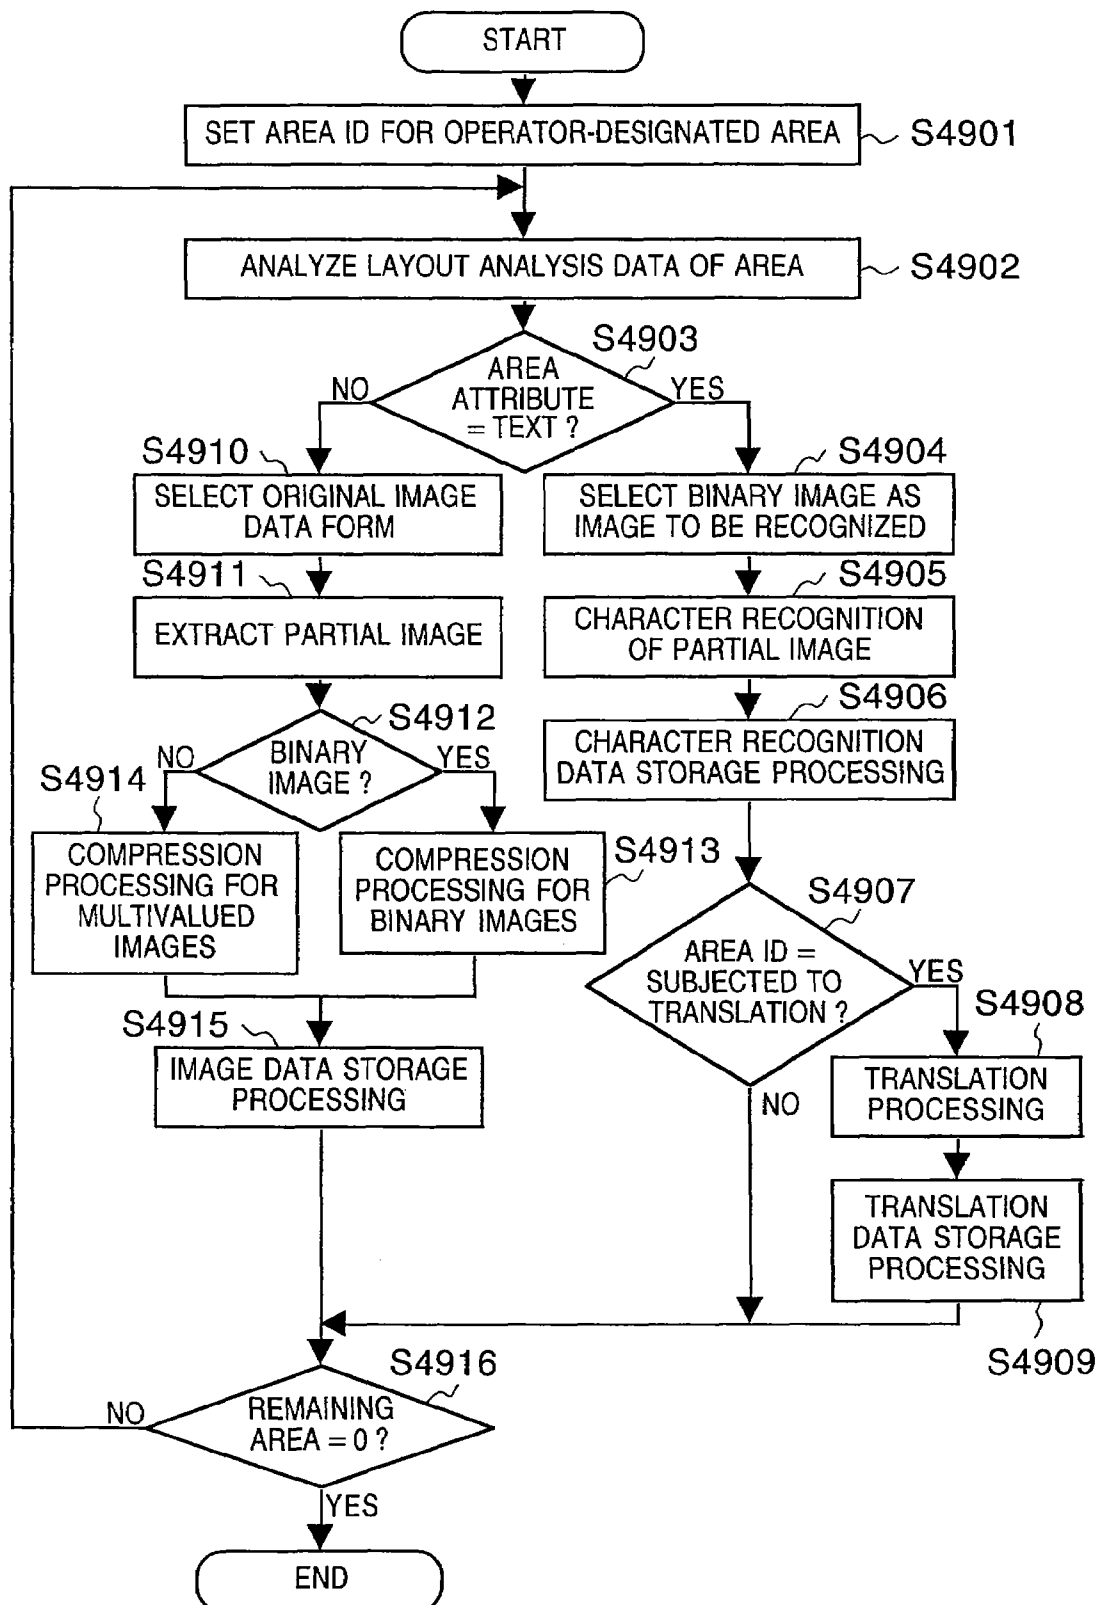 START
SET AREA ID FOR OPERATOR-DESIGNATED AREA
S4901
ANALYZE LAYOUT ANALYSIS DATA OF AREA
S4902
S4903
AREA
ATTRIBUTE
= TEXT ?
NO
YES
S4910
SELECT ORIGINAL IMAGE
DATA FORM
S4904
SELECT BINARY IMAGE AS
IMAGE TO BE RECOGNIZED
S4911
EXTRACT PARTIAL IMAGE
S4905
CHARACTER RECOGNITION
OF PARTIAL IMAGE
S4912
BINARY
IMAGE ?
NO
YES
S4906
CHARACTER RECOGNITION
DATA STORAGE PROCESSING
S4914
COMPRESSION
PROCESSING FOR
MULTIVALUED
IMAGES
COMPRESSION
PROCESSING FOR
BINARY IMAGES
S4913
S4907
AREA ID =
SUBJECTED TO
TRANSLATION ?
YES
NO
S4908
TRANSLATION
PROCESSING
S4915
IMAGE DATA STORAGE
PROCESSING
TRANSLATION
DATA STORAGE
PROCESSING
S4909
S4916
REMAINING
AREA = 0 ?
NO
YES
END